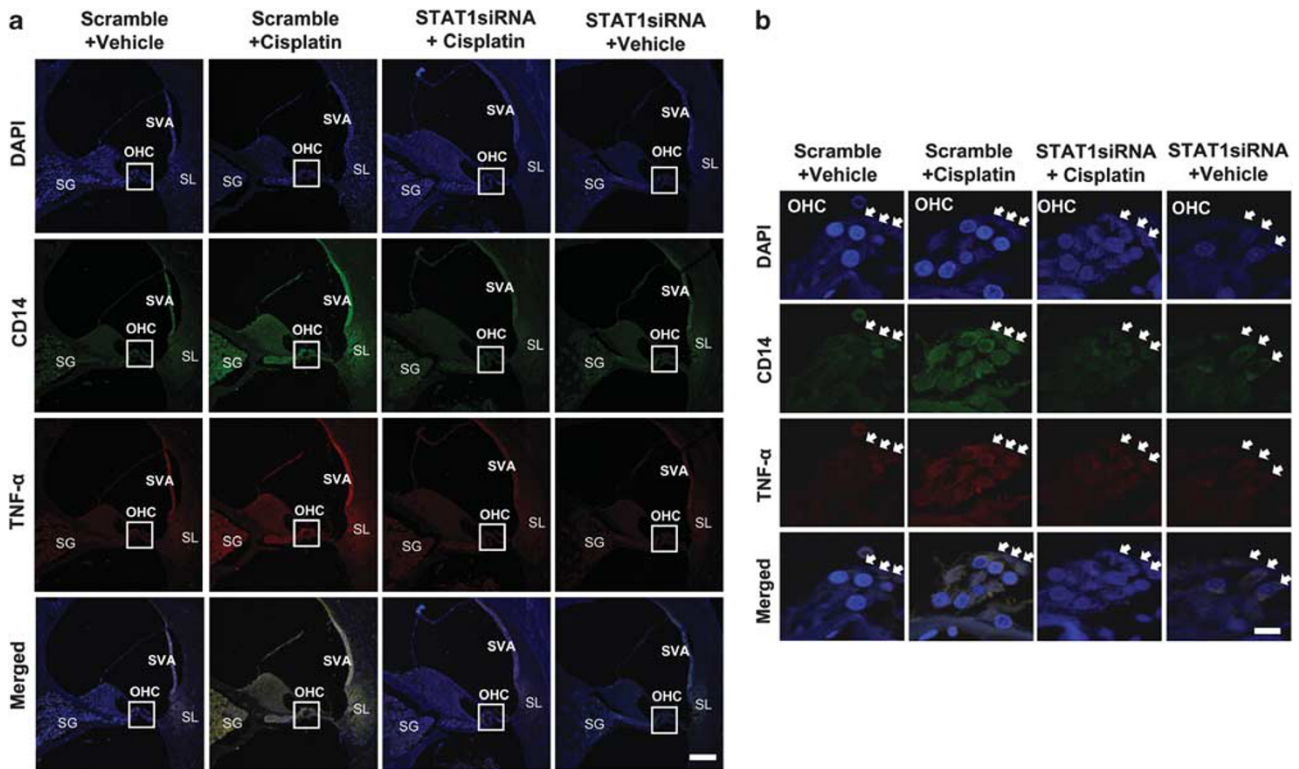 a
Scramble
+Vehicle
Scramble
+Cisplatin
STAT1siRNA
+ Cisplatin
STAT1siRNA
+Vehicle
DAPI
SVA
OHC
SG
SL
SVA
OHC
SL
SVA
OHC
SG
SL
SVA
OHC
SG
SL
CD14
SVA
OHC
SG
SL
SVA
OHC
SG
SL
SVA
OHC
SG
SL
SVA
OHC
SG
SL
TNF-α
SVA
OHC
SG
SL
SVA
OHC
SG
SL
SVA
OHC
SG
SL
SVA
OHC
SG
SL
Merged
SVA
OHC
SG
SL
SVA
OHC
SG
SL
SVA
OHC
SG
SL
SVA
OHC
SG
SL
b
Scramble
+Vehicle
Scramble
+Cisplatin
STAT1siRNA
+ Cisplatin
STAT1siRNA
+Vehicle
DAPI
OHC
OHC
OHC
OHC
CD14
TNF-α
Merged